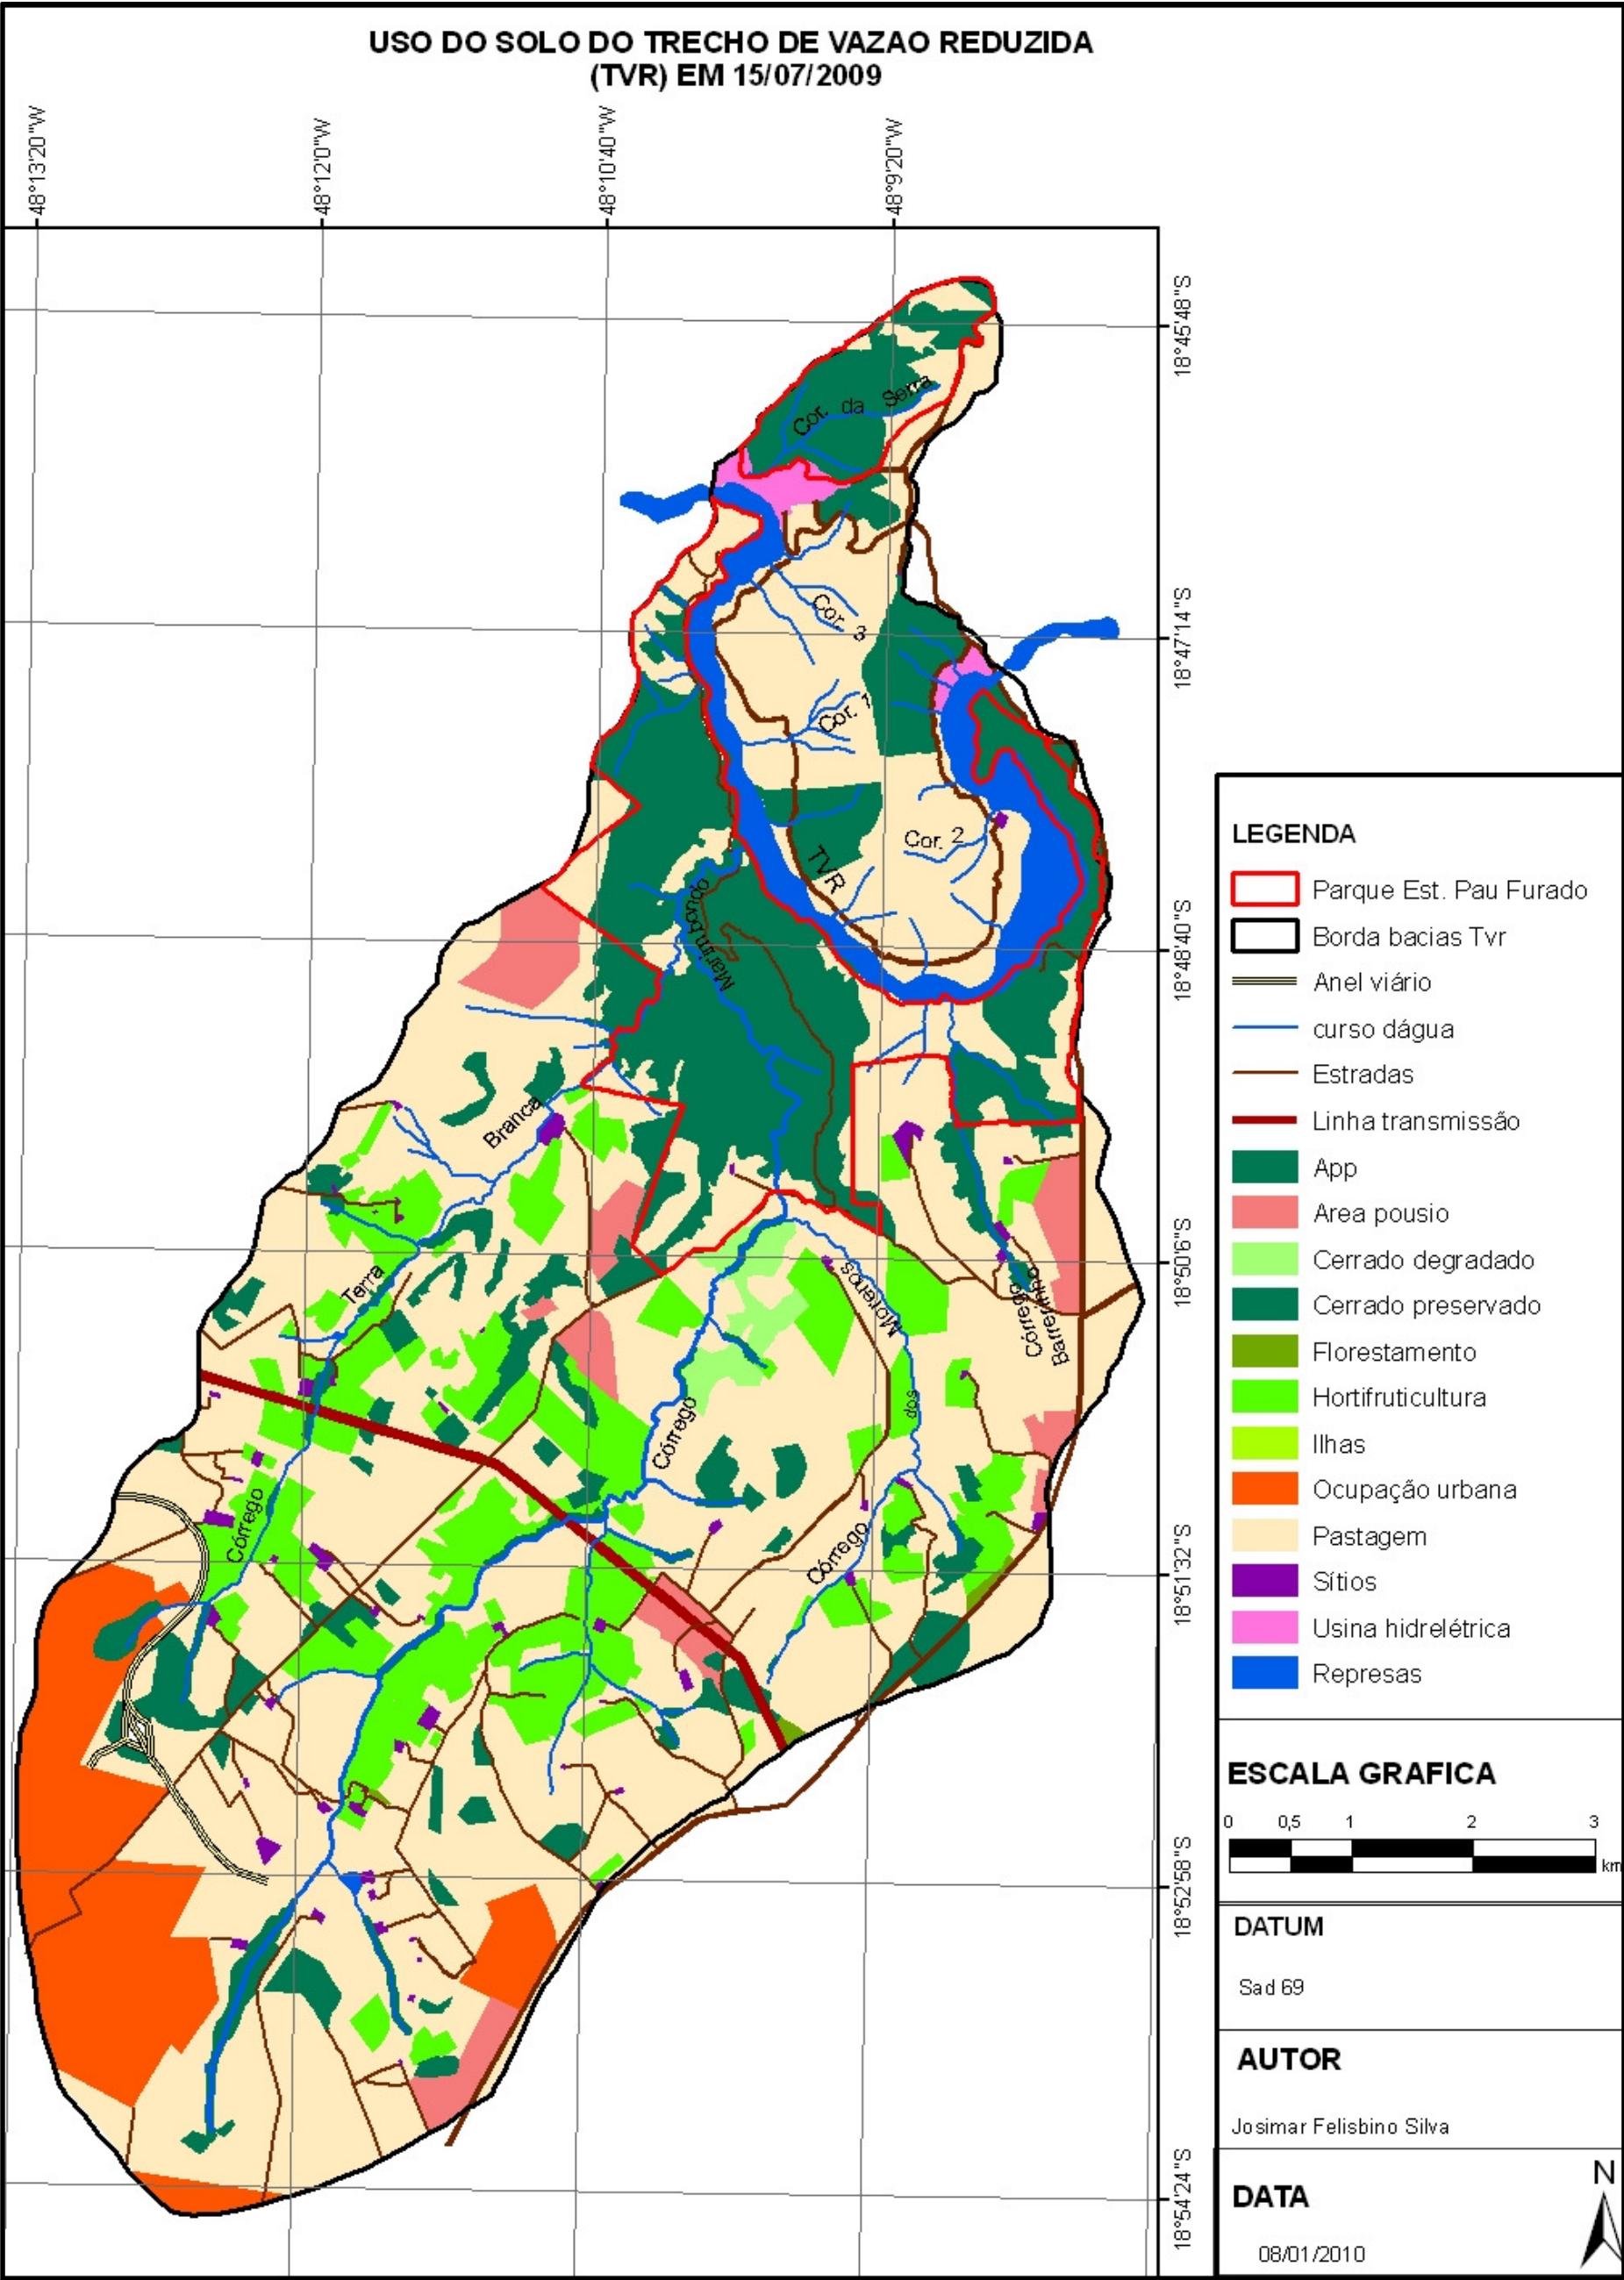 USO DO SOLO DO TRECHO DE VAZAO REDUZIDA
(TVR) EM 15/07/2009
48°13'20"W
48°12'0"W
48°10'40"W
48°9'20"W
18°45'48"S
18°47'14"S
18°48'40"S
18°50'6"S
18°51'32"S
18°52'58"S
18°54'24"S
Cor. da Serra
Cor. 3
Cor. 1
Cor. 2
TVR
Marimbondo
Branca
Terra
Córrego
Córrego
Morenos
dos
Córrego
Córrego
Barreirinho
LEGENDA
Parque Est. Pau Furado
Borda bacias Tvr
Anel viário
curso dágua
Estradas
Linha transmissão
App
Area pousio
Cerrado degradado
Cerrado preservado
Florestamento
Hortifruticultura
Ilhas
Ocupação urbana
Pastagem
Sítios
Usina hidrelétrica
Represas
ESCALA GRAFICA
0 0,5 1 2 3
km
DATUM
Sad 69
AUTOR
Josimar Felisbino Silva
DATA
08/01/2010
N